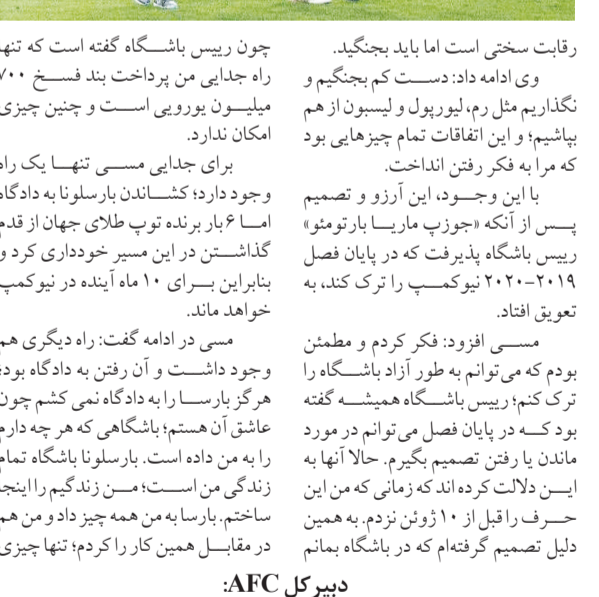 رقابت سختی است اما باید بجنگید.
وی ادامه داد: دست کم بجنگیم و
نگذاریم مثل رم، لیورپول و لیسبون از هم
بپاشیم؛ و این اتفاقات تمام چیزهایی بود
که مرا به فکر رفتن انداخت.
با این وجود، این آرزو و تصمیم
پس از آنکه «جوزپ ماریا بارتومئو»
رییس باشگاه پذیرفت که در پایان فصل
۲۰۱۹-۲۰۲۰ نیوکمپ را ترک کند، به
تعویق افتاد.
مسی افزود: فکر کردم و مطمئن
بودم که می‌توانم به طور آزاد باشگاه را
ترک کنم؛ رییس باشگاه همیشه گفته
بود که در پایان فصل می‌توانم در مورد
ماندن یا رفتن تصمیم بگیرم. حالا آنها به
این دلالت کرده اند که زمانی که من این
حرف را قبل از ۱۰ ژوئن نزدم. به همین
دلیل تصمیم گرفته‌ام که در باشگاه بمانم
چون رییس باشگاه گفته است که تنها
راه جدایی من پرداخت بند فسخ ۷۰۰
میلیون یورویی است و چنین چیزی
امکان ندارد.
برای جدایی مسی تنها یک راه
وجود دارد؛ کشاندن بارسلونا به دادگاه
اما ۶ بار برنده توپ طلای جهان از قدم
گذاشتن در این مسیر خودداری کرد و
بنابراین برای ۱۰ ماه آینده در نیوکمپ
خواهد ماند.
مسی در ادامه گفت: راه دیگری هم
وجود داشت و آن رفتن به دادگاه بود؛
هرگز بارسا را به دادگاه نمی کشم چون
عاشق آن هستم؛ باشگاهی که هر چه دارم
را به من داده است. بارسلونا باشگاه تمام
زندگی من است؛ من زندگیم را اینجا
ساختم. بارسا به من همه چیز داد و من هم
در مقابل همین کار را کردم؛ تنها چیزی
دبیر کل AFC: